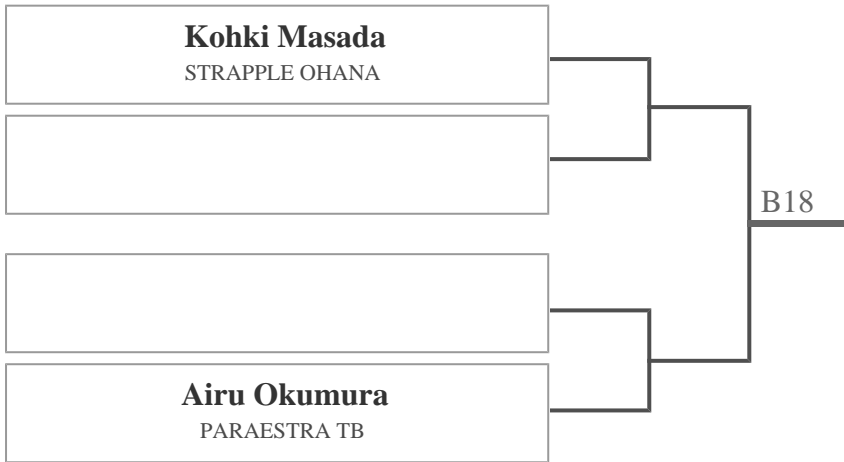 Kohki Masada
STRAPPLE OHANA
B18
Airu Okumura
PARAESTRA TB